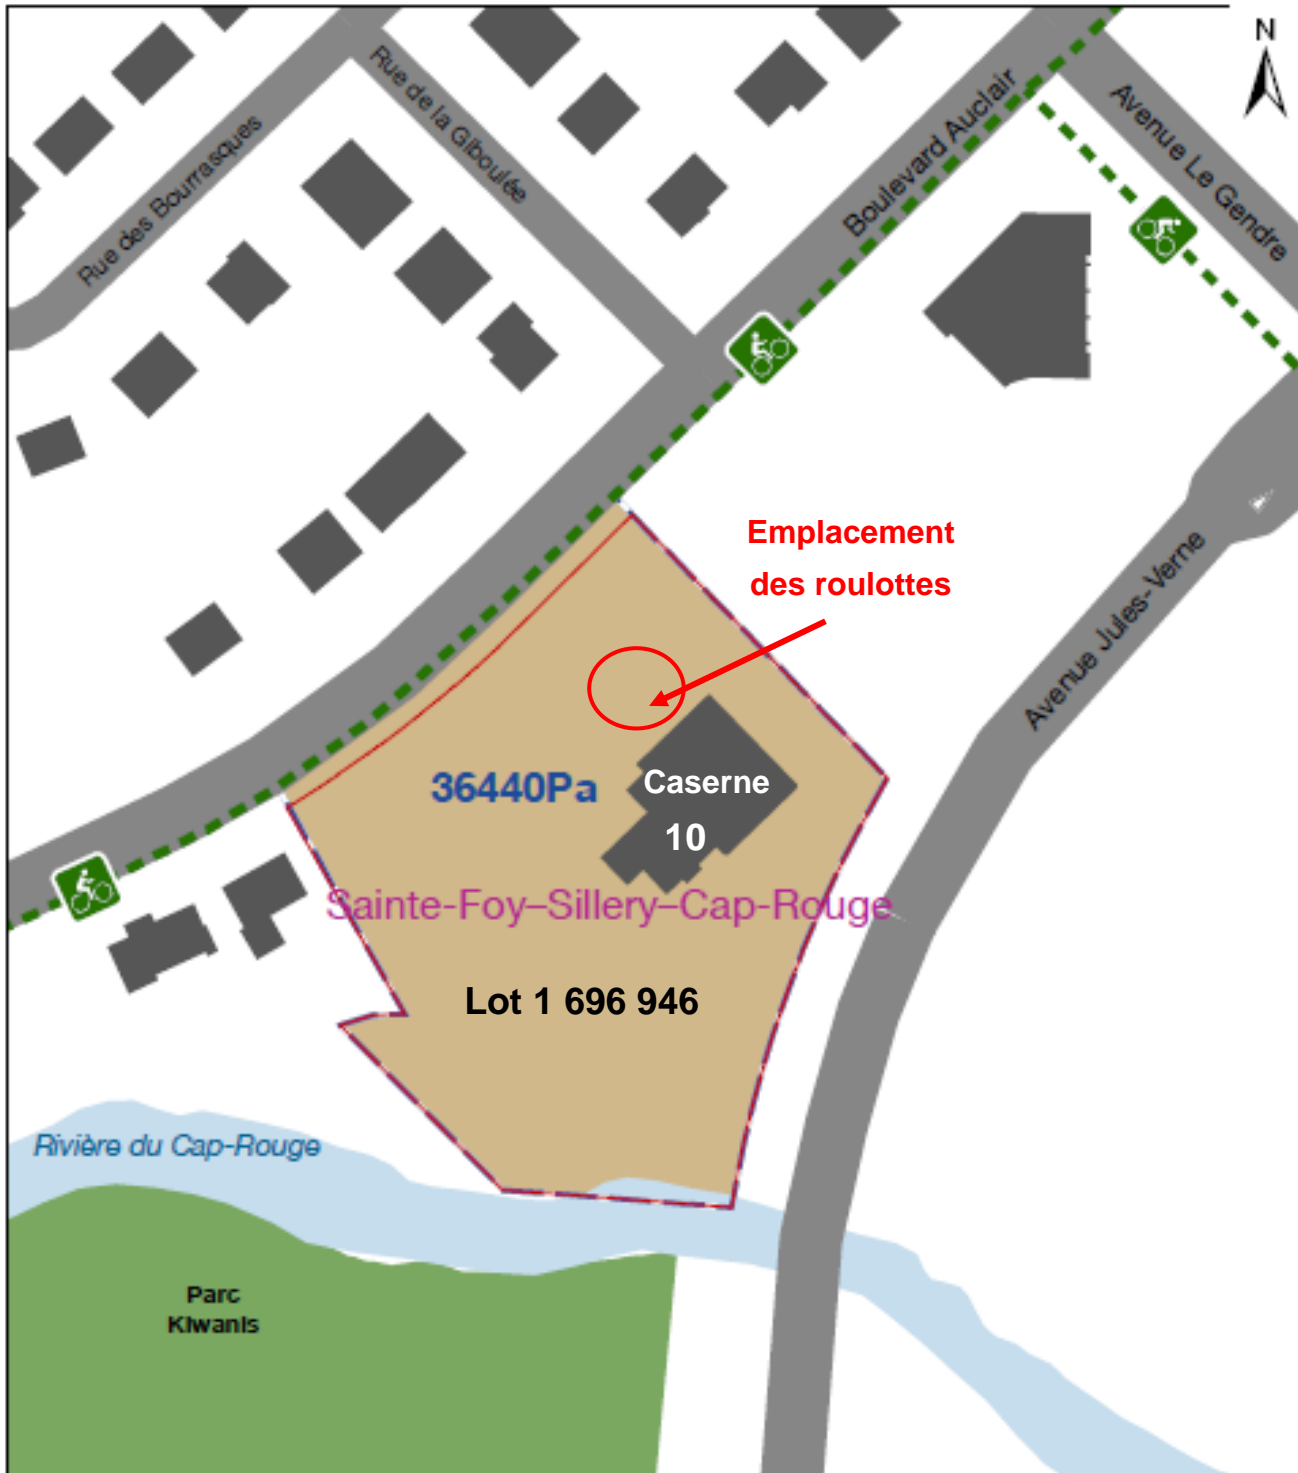 N
Rue de la Giboulée
Boulevard Auclair
Avenue Le Gendre
Rue des Bourrasques
Emplacement
des roulottes
Avenue Jules-Verne
36440Pa
Caserne
10
Sainte-Foy–Sillery–Cap-Rouge
Lot 1 696 946
Rivière du Cap-Rouge
Parc
Kiwanis